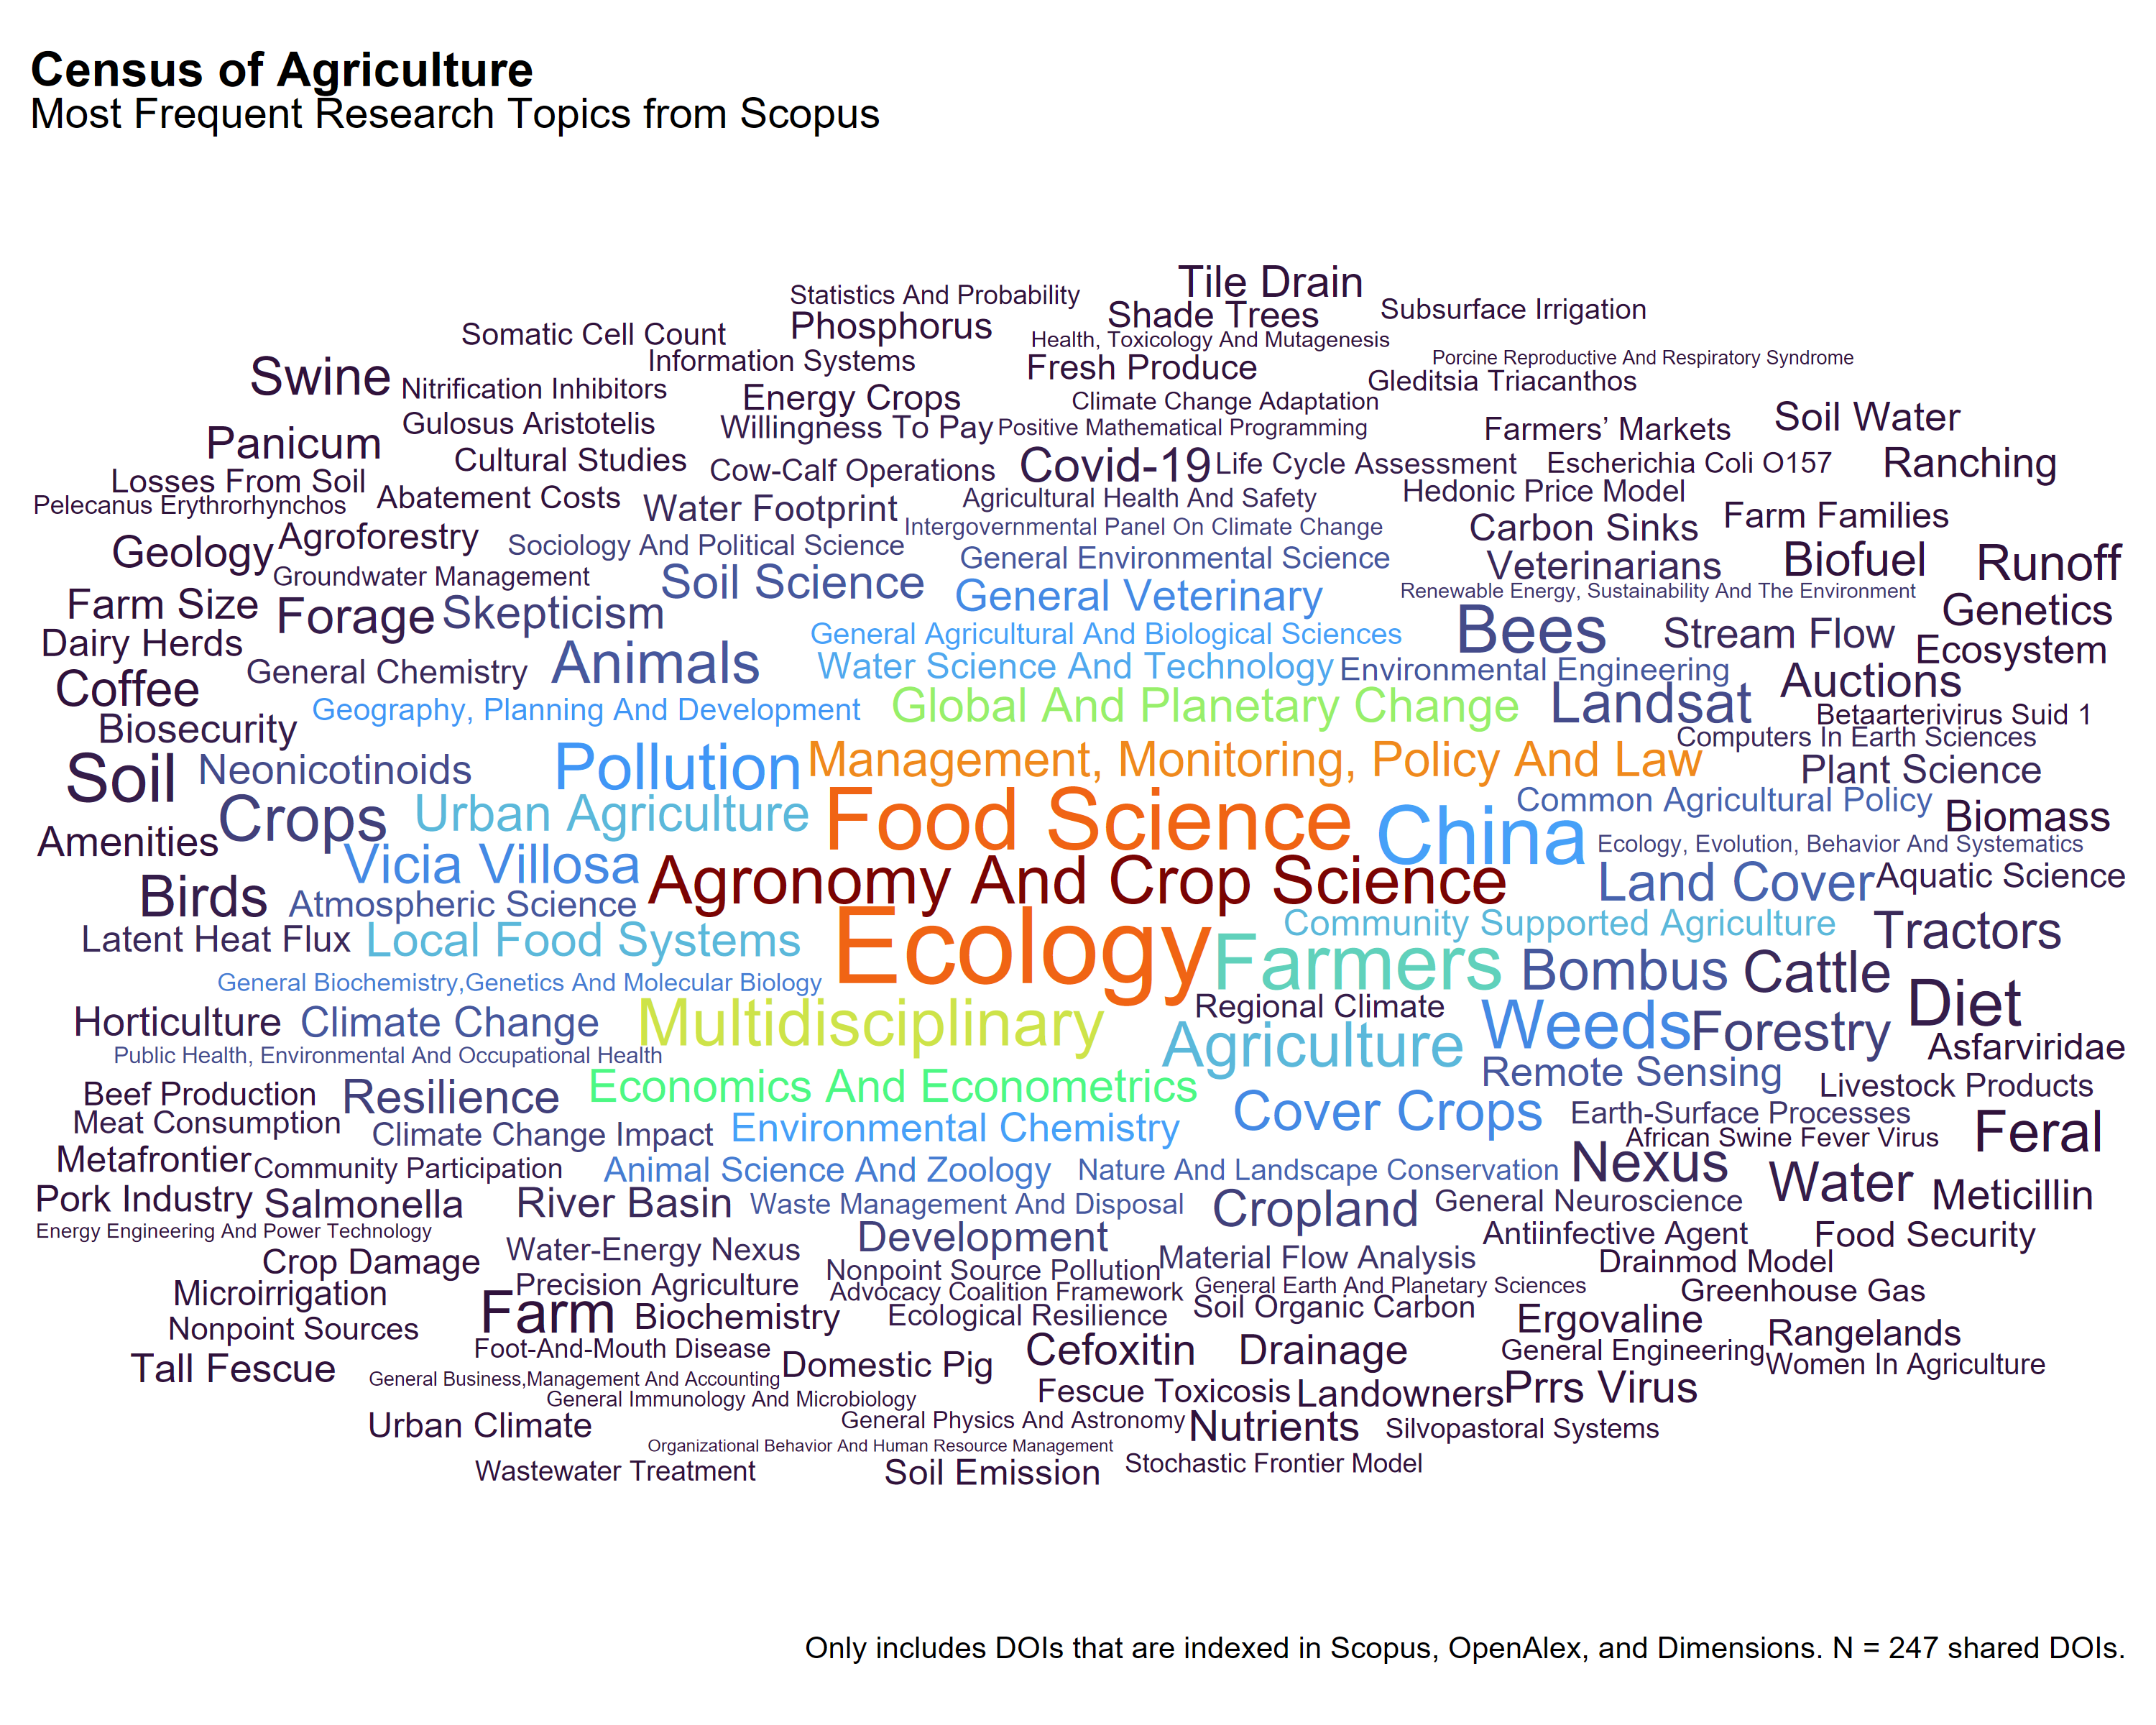 Census of Agriculture
Most Frequent Research Topics from Scopus
Tile Drain
Statistics And Probability
Shade Trees
Subsurface Irrigation
Phosphorus
Somatic Cell Count
Health, Toxicology And Mutagenesis
Information Systems
Fresh Produce
Porcine Reproductive And Respiratory Syndrome
Swine
Nitrification Inhibitors
Gleditsia Triacanthos
Energy Crops
Climate Change Adaptation
Gulosus Aristotelis
Willingness To Pay
Positive Mathematical Programming
Farmers’ Markets
Soil Water
Panicum
Cultural Studies
Cow-Calf Operations
Covid-19
Life Cycle Assessment
Escherichia Coli O157
Ranching
Losses From Soil
Pelecanus Erythrorhynchos
Abatement Costs
Water Footprint
Agricultural Health And Safety
Hedonic Price Model
Intergovernmental Panel On Climate Change
Carbon Sinks
Farm Families
Geology
Agroforestry
Sociology And Political Science
General Environmental Science
Veterinarians
Biofuel
Runoff
Groundwater Management
Soil Science
General Veterinary
Renewable Energy, Sustainability And The Environment
Farm Size
Forage
Skepticism
General Agricultural And Biological Sciences
Bees
Stream Flow
Genetics
Dairy Herds
General Chemistry
Animals
Water Science And Technology
Environmental Engineering
Ecosystem
Coffee
Geography, Planning And Development
Global And Planetary Change
Landsat
Auctions
Biosecurity
Betaarterivirus Suid 1
Computers In Earth Sciences
Soil
Neonicotinoids
Pollution
Management, Monitoring, Policy And Law
Plant Science
Crops
Urban Agriculture
Food Science
China
Common Agricultural Policy
Biomass
Amenities
Ecology, Evolution, Behavior And Systematics
Vicia Villosa
Agronomy And Crop Science
Land Cover
Aquatic Science
Birds
Atmospheric Science
Latent Heat Flux
Local Food Systems
Ecology
Community Supported Agriculture
Tractors
Farmers
Bombus
Cattle
General Biochemistry,Genetics And Molecular Biology
Diet
Horticulture
Climate Change
Multidisciplinary
Regional Climate
Weeds
Forestry
Public Health, Environmental And Occupational Health
Agriculture
Asfarviridae
Beef Production
Resilience
Economics And Econometrics
Remote Sensing
Livestock Products
Meat Consumption
Climate Change Impact
Environmental Chemistry
Cover Crops
Earth-Surface Processes
African Swine Fever Virus
Feral
Metafrontier
Community Participation
Animal Science And Zoology
Nature And Landscape Conservation
Nexus
Water
Meticillin
Pork Industry
Salmonella
River Basin
Waste Management And Disposal
Cropland
General Neuroscience
Energy Engineering And Power Technology
Development
Antiinfective Agent
Food Security
Crop Damage
Water-Energy Nexus
Material Flow Analysis
Drainmod Model
Nonpoint Source Pollution
Microirrigation
Precision Agriculture
Advocacy Coalition Framework
General Earth And Planetary Sciences
Greenhouse Gas
Nonpoint Sources
Farm
Biochemistry
Ecological Resilience
Soil Organic Carbon
Ergovaline
Rangelands
Foot-And-Mouth Disease
Cefoxitin
Drainage
General Engineering
Women In Agriculture
Tall Fescue
General Business,Management And Accounting
Domestic Pig
General Immunology And Microbiology
Fescue Toxicosis
Landowners
Prrs Virus
Urban Climate
General Physics And Astronomy
Nutrients
Silvopastoral Systems
Organizational Behavior And Human Resource Management
Wastewater Treatment
Soil Emission
Stochastic Frontier Model
Only includes DOIs that are indexed in Scopus, OpenAlex, and Dimensions. N = 247 shared DOIs.